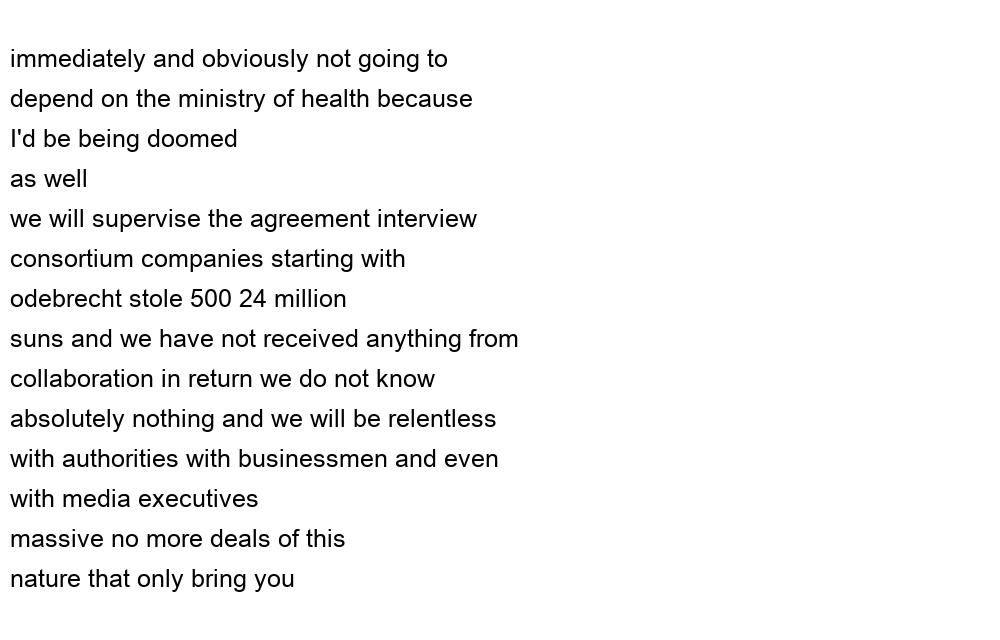 immediately and obviously not going to
depend on the ministry of health because
I'd be being doomed
as well
we will supervise the agreement interview
consortium companies starting with
odebrecht stole 500 24 million
suns and we have not received anything from
collaboration in return we do not know
absolutely nothing and we will be relentless
with authorities with businessmen and even
with media executives
massive no more deals of this
nature that only bring you